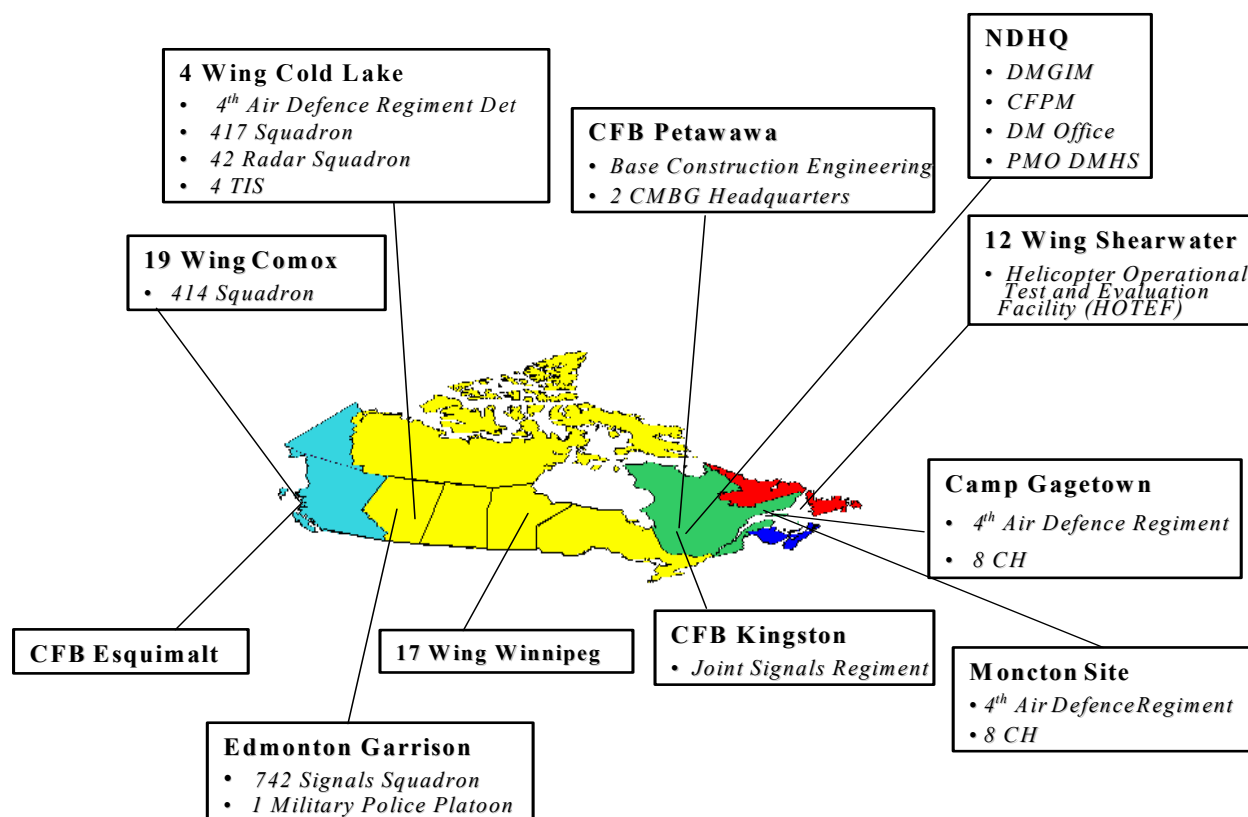 NDHQ
• DMGIM
• CFPM
• DM Office
• PMO DMHS
4 Wing Cold Lake
• 4th Air Defence Regiment Det
• 417 Squadron
• 42 Radar Squadron
• 4 TIS
CFB Petawawa
• Base Construction Engineering
• 2 CMBG Headquarters
12 Wing Shearwater
• Helicopter Operational
Test and Evaluation
Facility (HOTEF)
19 Wing Comox
• 414 Squadron
Camp Gagetown
• 4th Air Defence Regiment
• 8 CH
CFB Esquimalt
17 Wing Winnipeg
CFB Kingston
• Joint Signals Regiment
Moncton Site
• 4th Air Defence Regiment
• 8 CH
Edmonton Garrison
• 742 Signals Squadron
• 1 Military Police Platoon